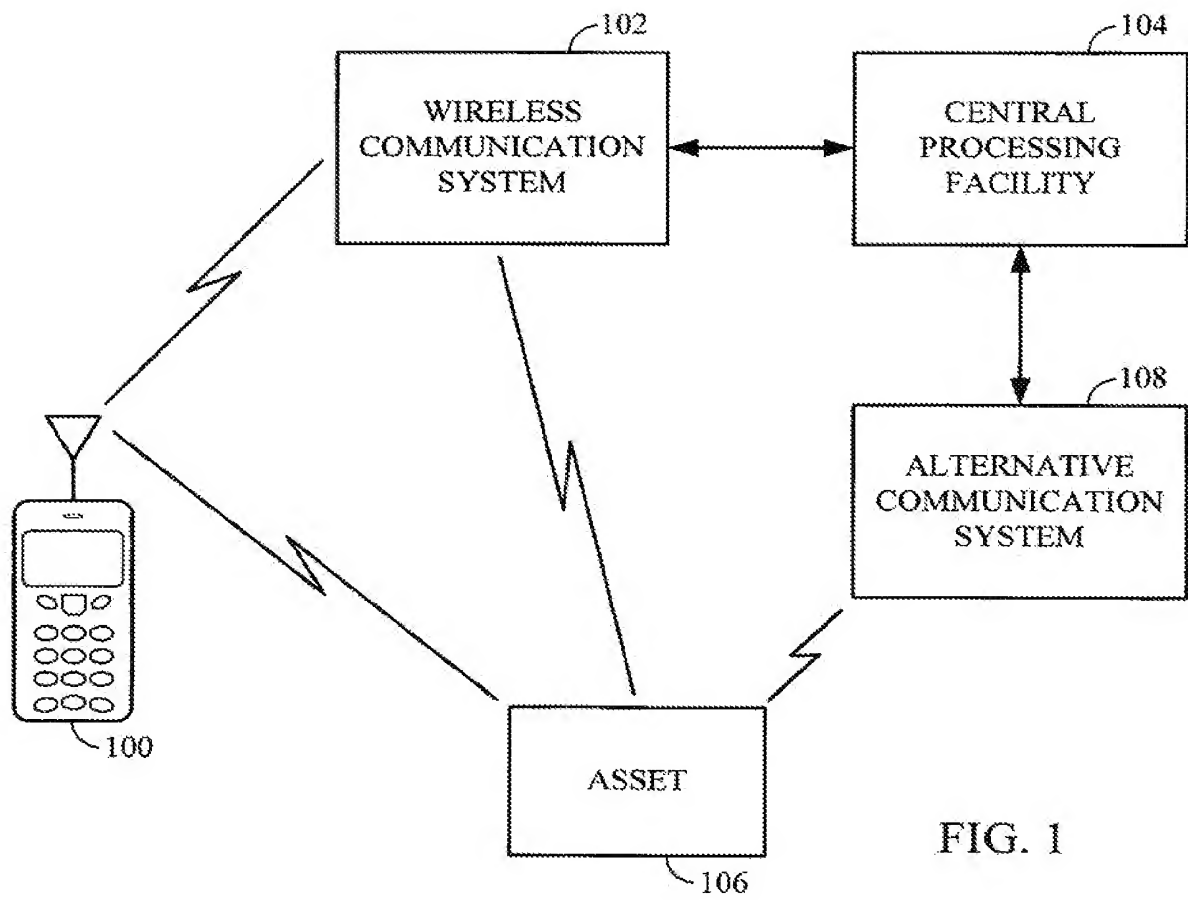 102
WIRELESS
COMMUNICATION
SYSTEM
104
CENTRAL
PROCESSING
FACILITY
108
ALTERNATIVE
COMMUNICATION
SYSTEM
100
ASSET
106
FIG. 1